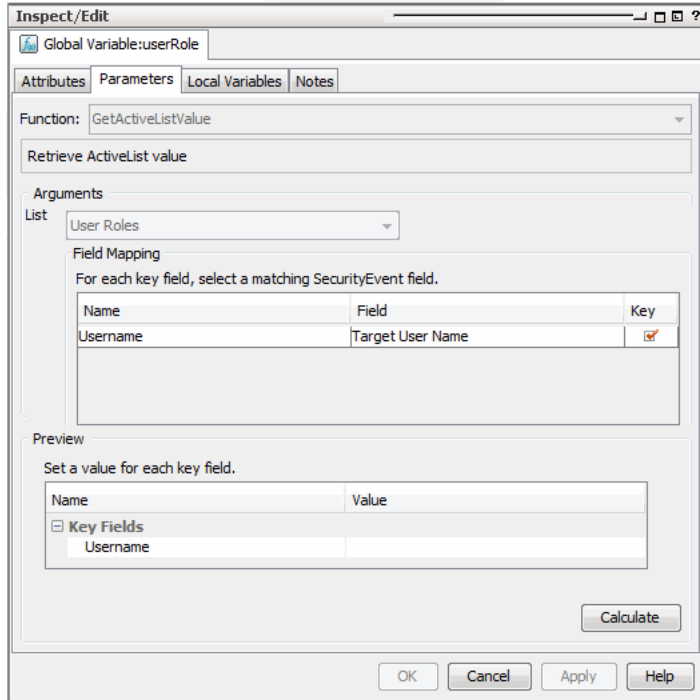 Inspect/Edit ?
Global Variable:userRole
Attributes Parameters Local Variables Notes
Function: GetActiveListValue
Retrieve ActiveList value
Arguments
List User Roles
Field Mapping
For each key field, select a matching SecurityEvent field.
Name Field Key
Username Target User Name
Preview
Set a value for each key field.
Name Value
Key Fields
Username
Calculate
OK Cancel Apply Help